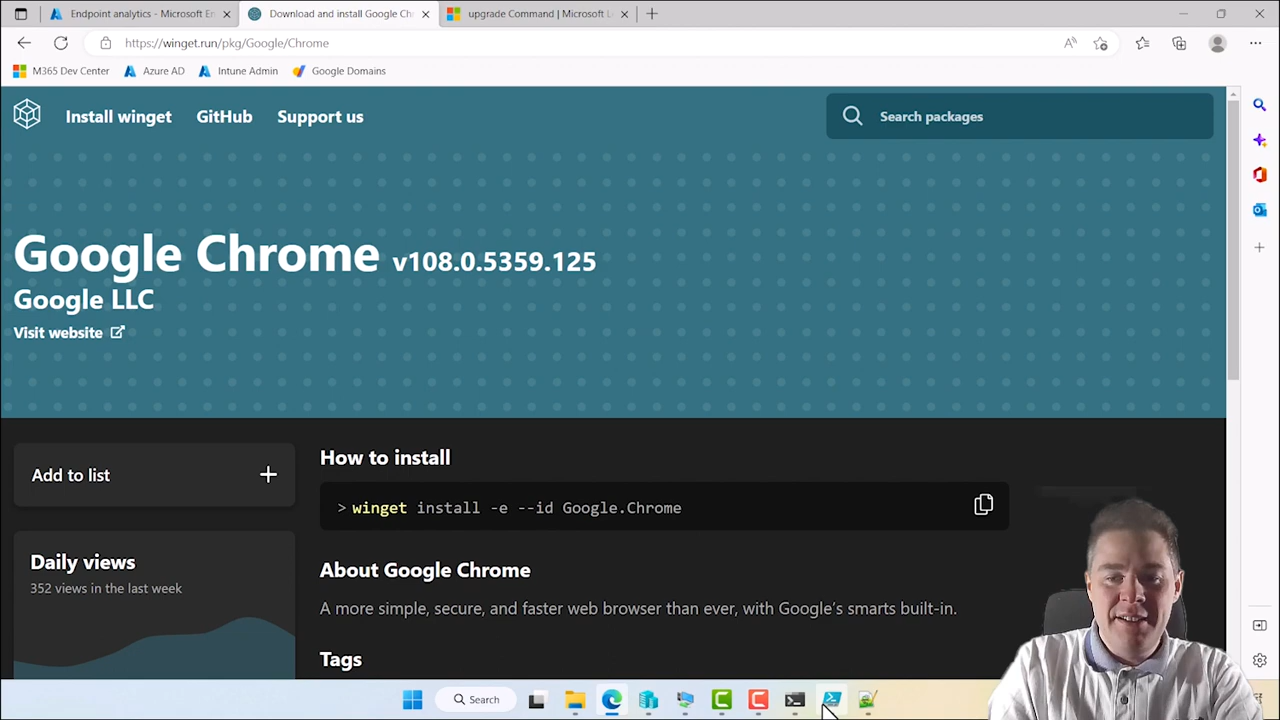 Endpoint analytics - Microsoft En
Download and install Google Chr
upgrade Command | Microsoft L
https://winget.run/pkg/Google/Chrome
M365 Dev Center
Azure AD
Intune Admin
Google Domains
Install winget
GitHub
Support us
Search packages
Google Chrome v108.0.5359.125
Google LLC
Visit website
Add to list
How to install
> winget install -e --id Google.Chrome
Daily views
352 views in the last week
About Google Chrome
A more simple, secure, and faster web browser than ever, with Google's smarts built-in.
Tags
Search